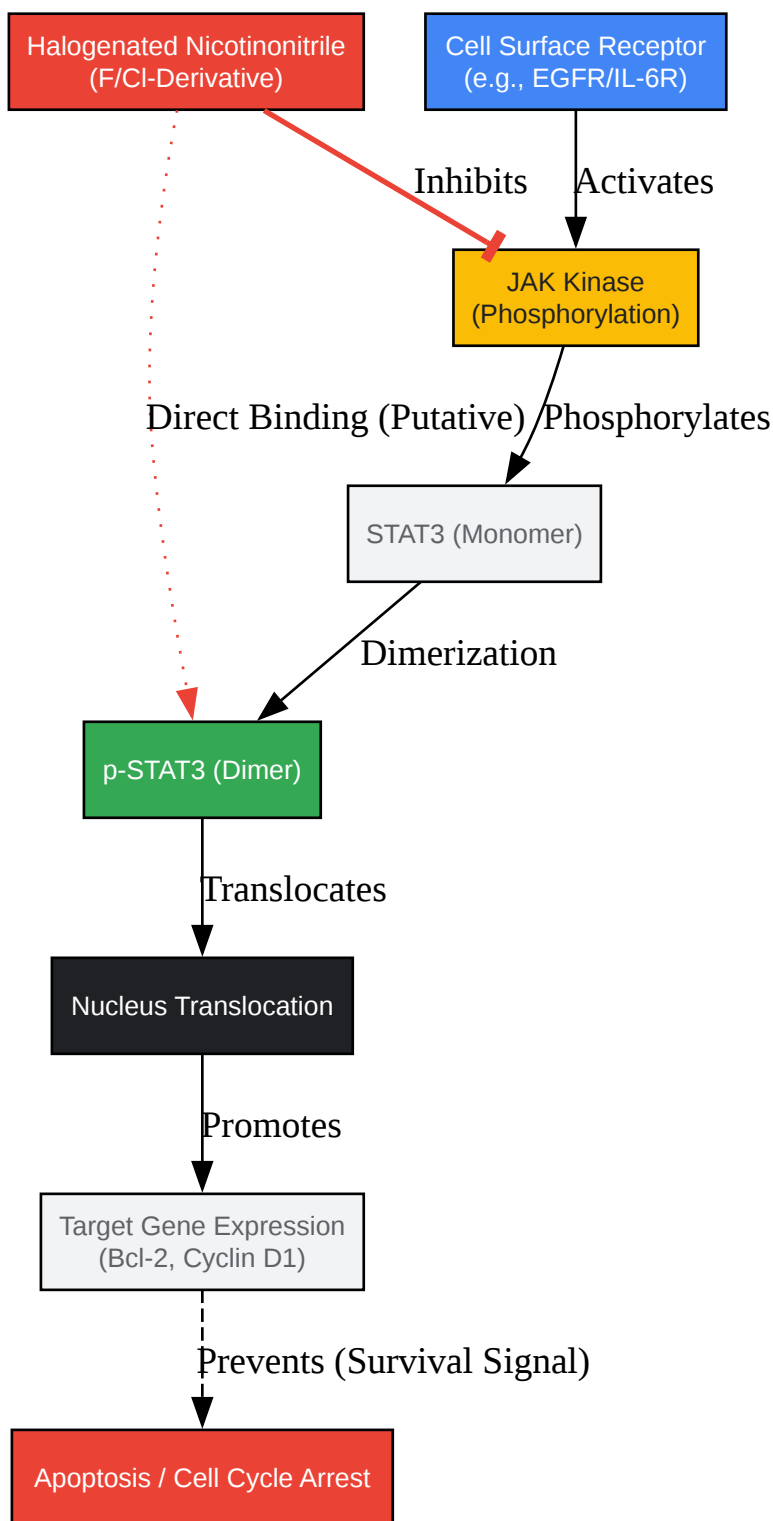 Halogenated Nicotinonitrile
(F/Cl-Derivative)
Cell Surface Receptor
(e.g., EGFR/IL-6R)
Inhibits
Activates
JAK Kinase
(Phosphorylation)
Direct Binding (Putative)
Phosphorylates
STAT3 (Monomer)
Dimerization
p-STAT3 (Dimer)
Translocates
Nucleus Translocation
Promotes
Target Gene Expression
(Bcl-2, Cyclin D1)
Prevents (Survival Signal)
Apoptosis / Cell Cycle Arrest